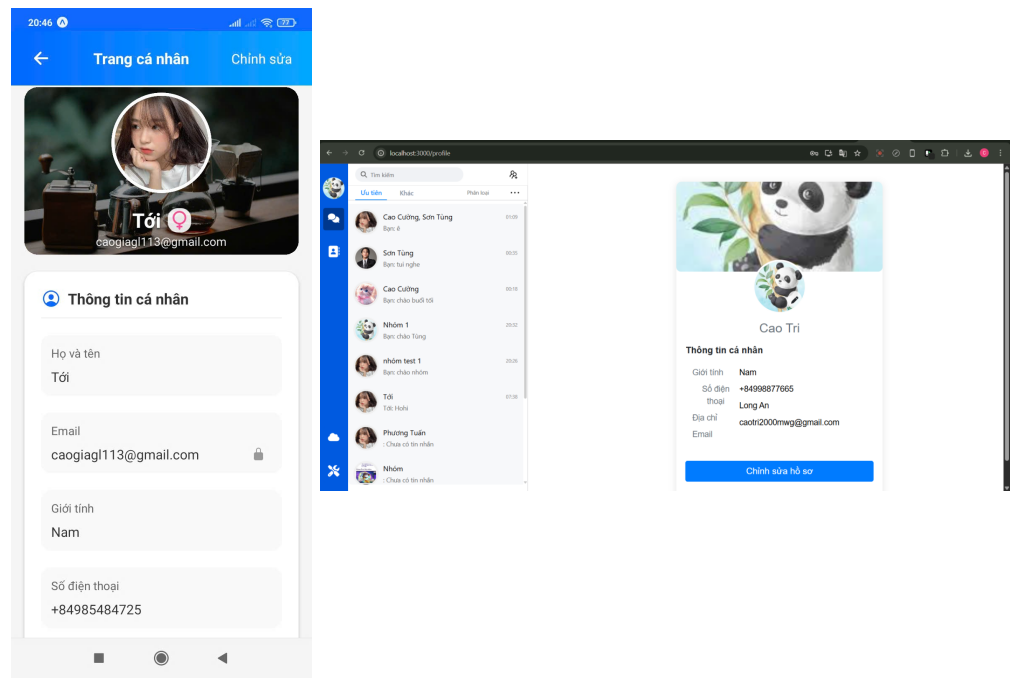 20:46
77
Trang cá nhân
Chỉnh sửa
Tới
caogiagl113@gmail.com
Thông tin cá nhân
Họ và tên
Tới
Email
caogiagl113@gmail.com
Giới tính
Nam
Số điện thoại
+84985484725
localhost:3000/profile
Tìm kiếm
Ưu tiên
Khác
Phân loại
Cao Cường, Sơn Tùng
01:09
Bạn: ê
Sơn Tùng
00:35
Bạn: tui nghe
Cao Cường
00:18
Bạn: chào buổi tối
Nhóm 1
20:32
Bạn: chào Tùng
nhóm test 1
20:26
Bạn: chào nhóm
Tới
07:38
Tới: Hohi
Phương Tuấn
: Chưa có tin nhắn
Nhóm
: Chưa có tin nhắn
Cao Tri
Thông tin cá nhân
Giới tính
Nam
Số điện
thoại
+84998877665
Long An
Địa chỉ
caotri2000mwg@gmail.com
Email
Chỉnh sửa hồ sơ